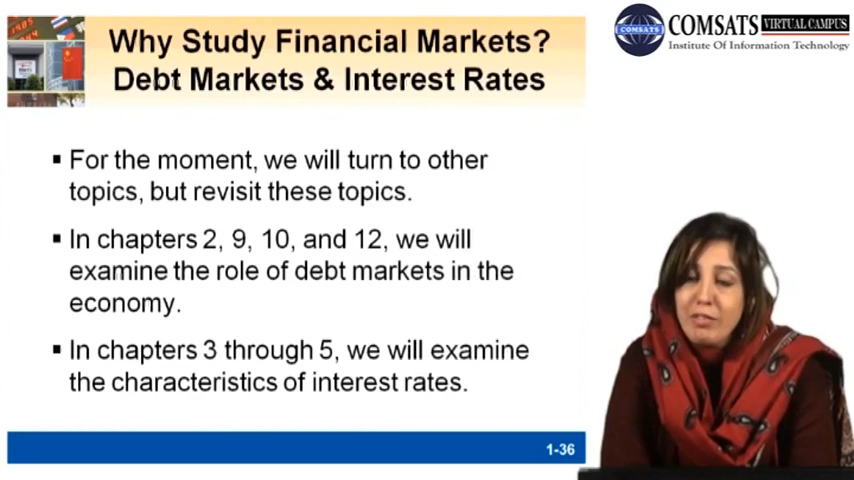 Why Study Financial Markets?
Debt Markets & Interest Rates
COMSATS VIRTUAL CAMPUS
Institute Of Information Technology
COMSATS
▪ For the moment, we will turn to other
topics, but revisit these topics.
▪ In chapters 2, 9, 10, and 12, we will
examine the role of debt markets in the
economy.
▪ In chapters 3 through 5, we will examine
the characteristics of interest rates.
1-36